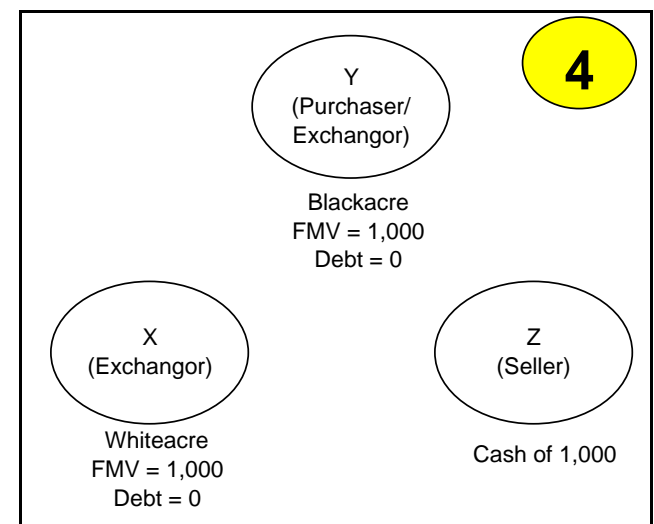 4
Y
(Purchaser/
Exchangor)
Blackacre
FMV = 1,000
Debt = 0
X
(Exchangor)
Whiteacre
FMV = 1,000
Debt = 0
Z
(Seller)
Cash of 1,000